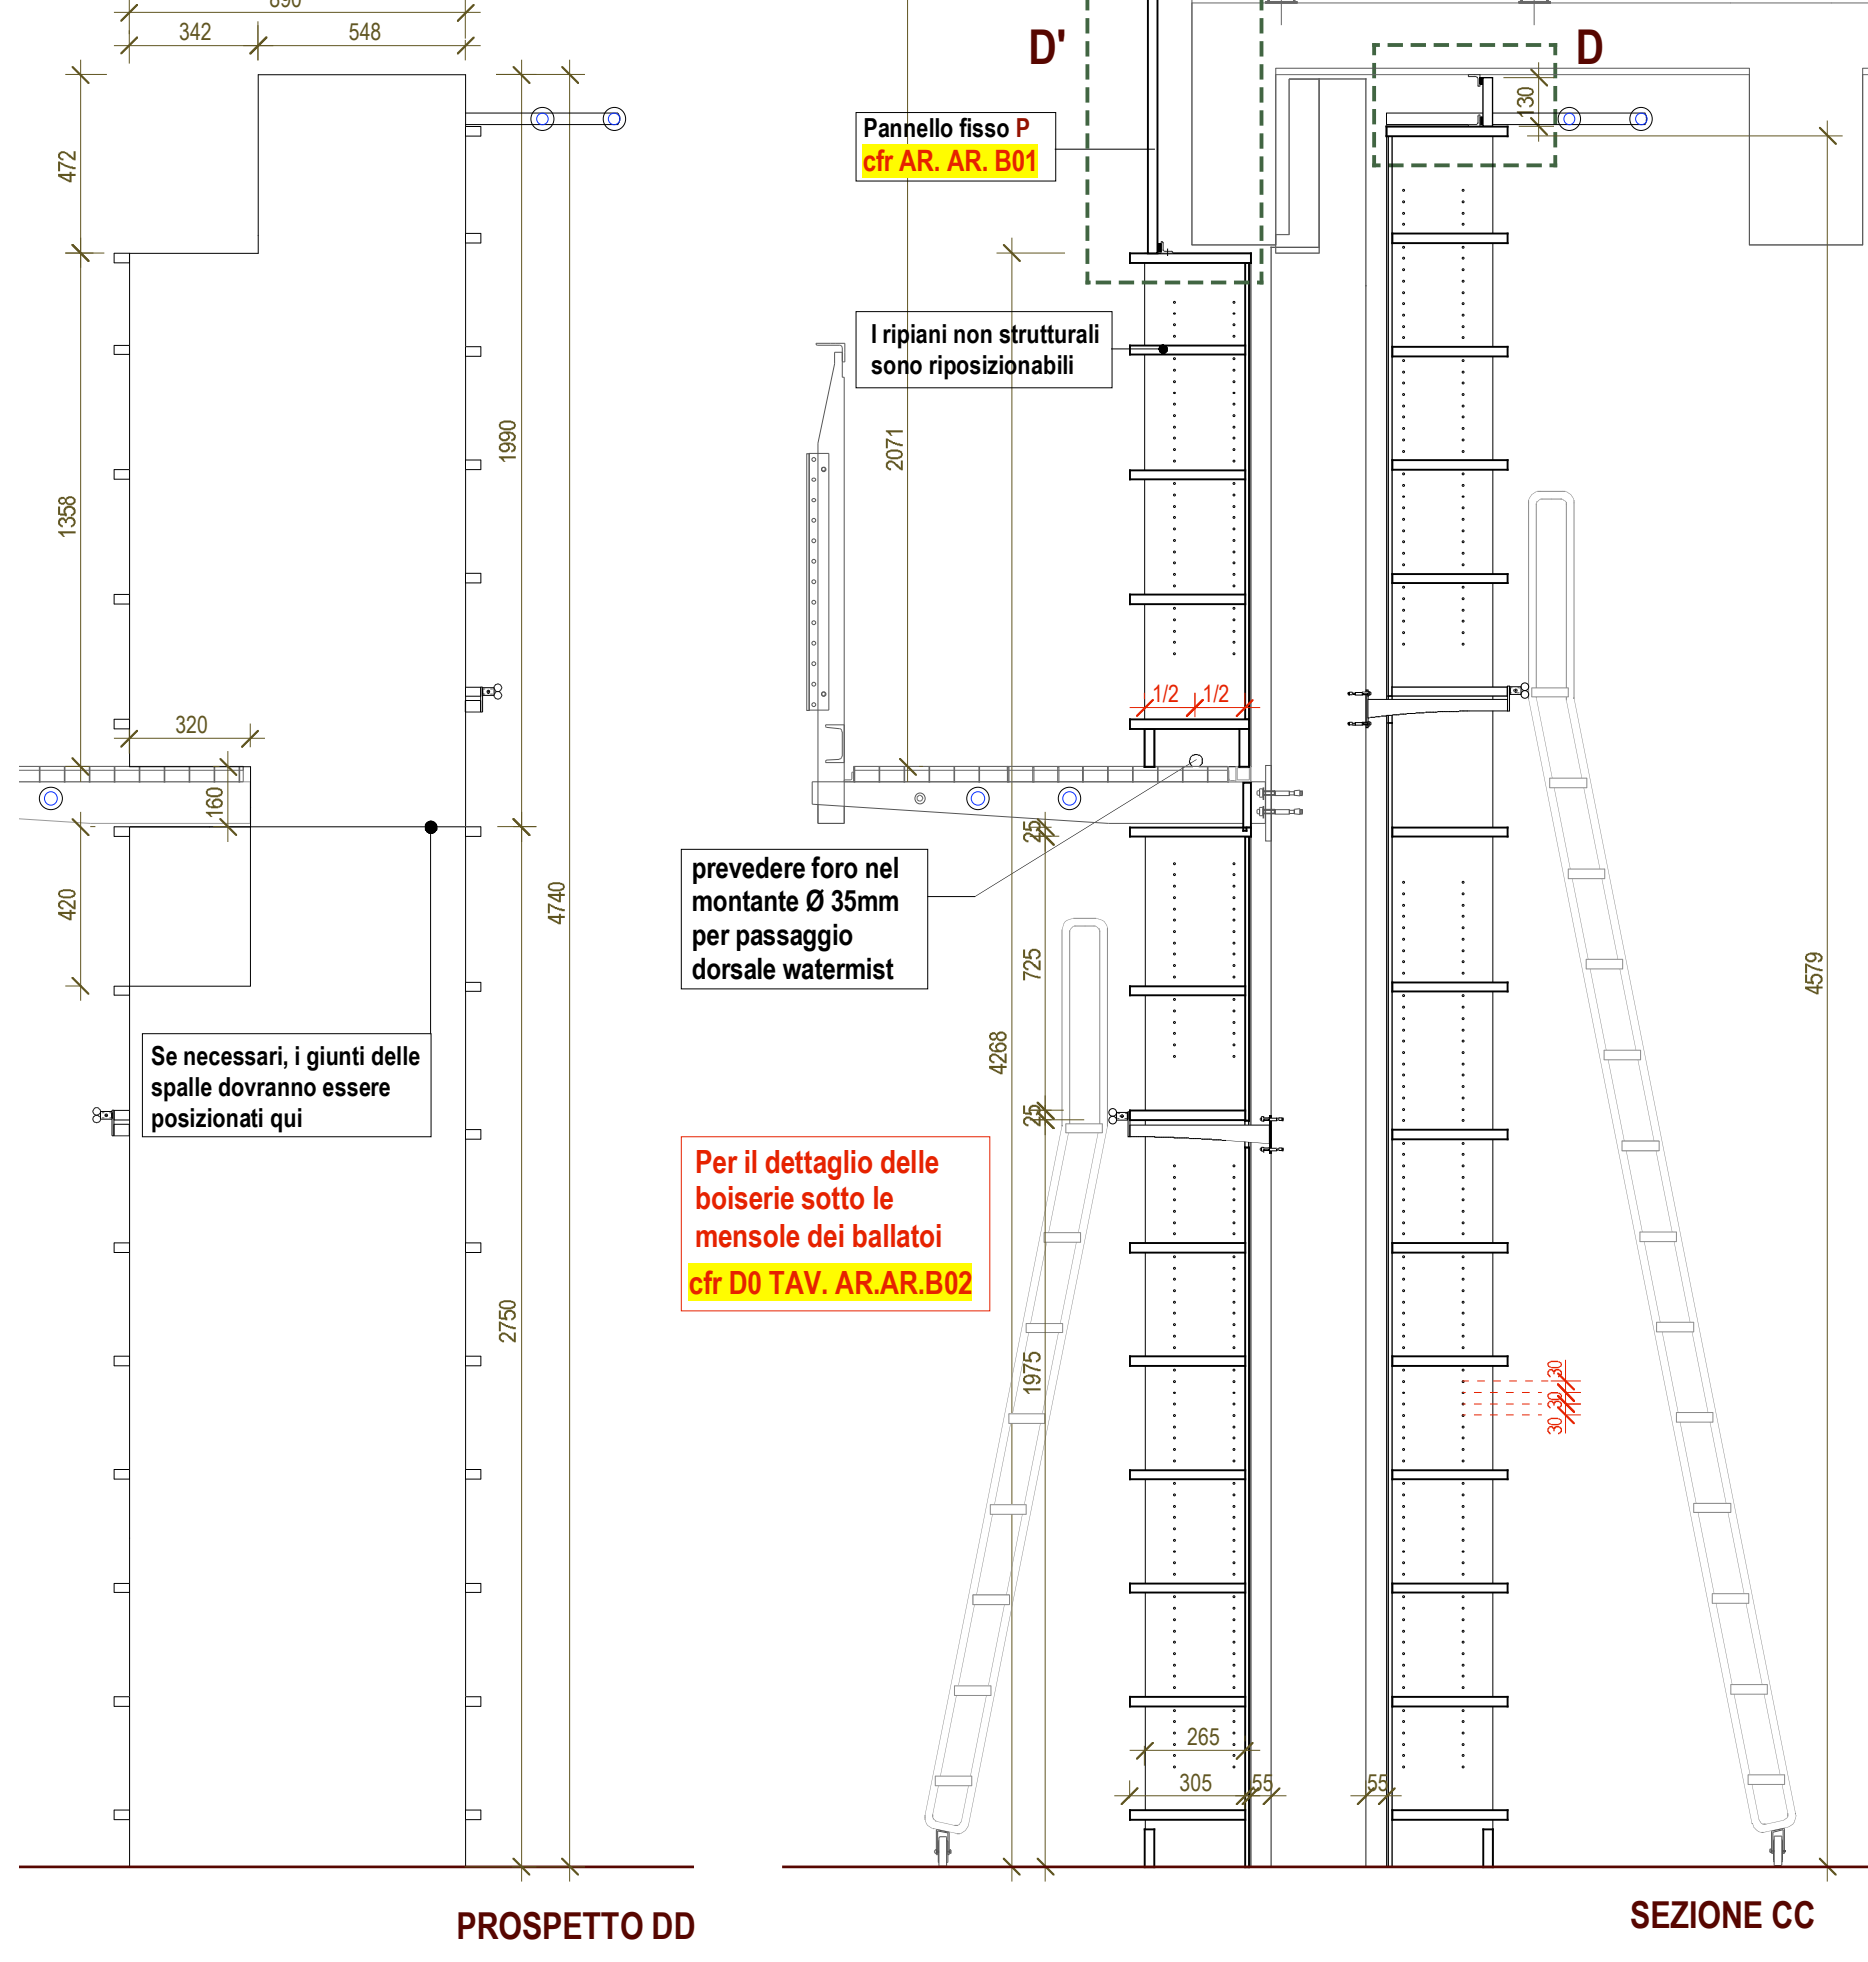 890
342
548
472
1358
1990
320
160
420
4740
2750
Se necessari, i giunti delle
spalle dovranno essere
posizionati qui
PROSPETTO DD
D'
D
130
Pannello fisso P
cfr AR. AR. B01
I ripiani non strutturali
sono riposizionabili
2071
1/2
1/2
25
prevedere foro nel
montante Ø 35mm
per passaggio
dorsale watermist
725
4268
25
Per il dettaglio delle
boiserie sotto le
mensole dei ballatoi
cfr D0 TAV. AR.AR.B02
1975
4579
30
30
30
265
305
55
55
SEZIONE CC